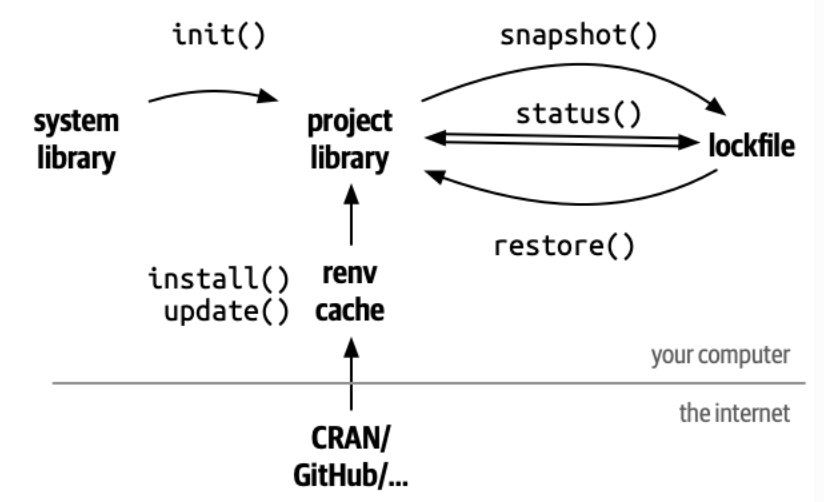 init()
snapshot()
system
library
project
library
status()
lockfile
restore()
install()
update()
renv
cache
your computer
the internet
CRAN/
GitHub/...